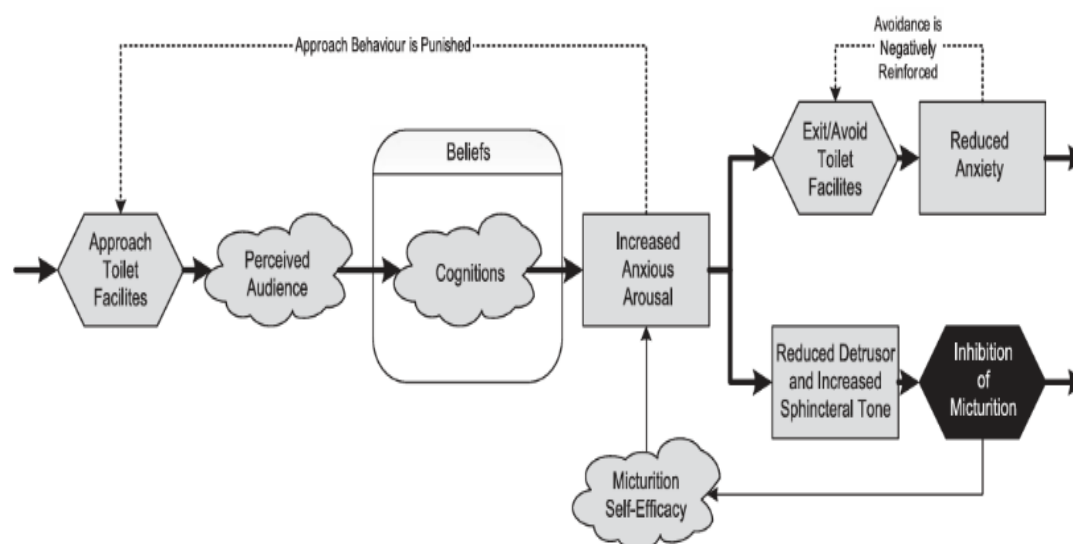 Avoidance is
Negatively
Reinforced
Approach Behaviour is Punished
Beliefs
Exit/Avoid
Toilet
Facilites
Reduced
Anxiety
Approach
Toilet
Facilites
Perceived
Audience
Cognitions
Increased
Anxious
Arousal
Reduced Detrusor
and Increased
Sphincteral Tone
Inhibition
of
Micturition
Micturition
Self-Efficacy